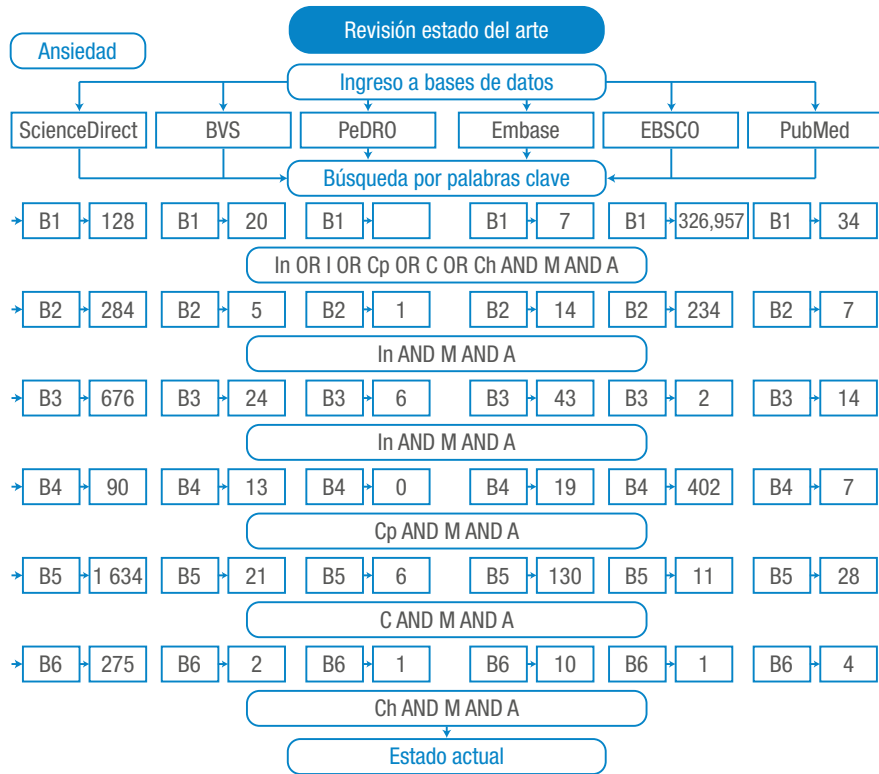 Revisión estado del arte
Ansiedad
Ingreso a bases de datos
ScienceDirect BVS PeDRO Embase EBSCO PubMed
Búsqueda por palabras clave
B1 128 B1 20 B1 B1 7 B1 326,957 B1 34
In OR I OR Cp OR C OR Ch AND M AND A
B2 284 B2 5 B2 1 B2 14 B2 234 B2 7
In AND M AND A
B3 676 B3 24 B3 6 B3 43 B3 2 B3 14
In AND M AND A
B4 90 B4 13 B4 0 B4 19 B4 402 B4 7
Cp AND M AND A
B5 1 634 B5 21 B5 6 B5 130 B5 11 B5 28
C AND M AND A
B6 275 B6 2 B6 1 B6 10 B6 1 B6 4
Ch AND M AND A
Estado actual